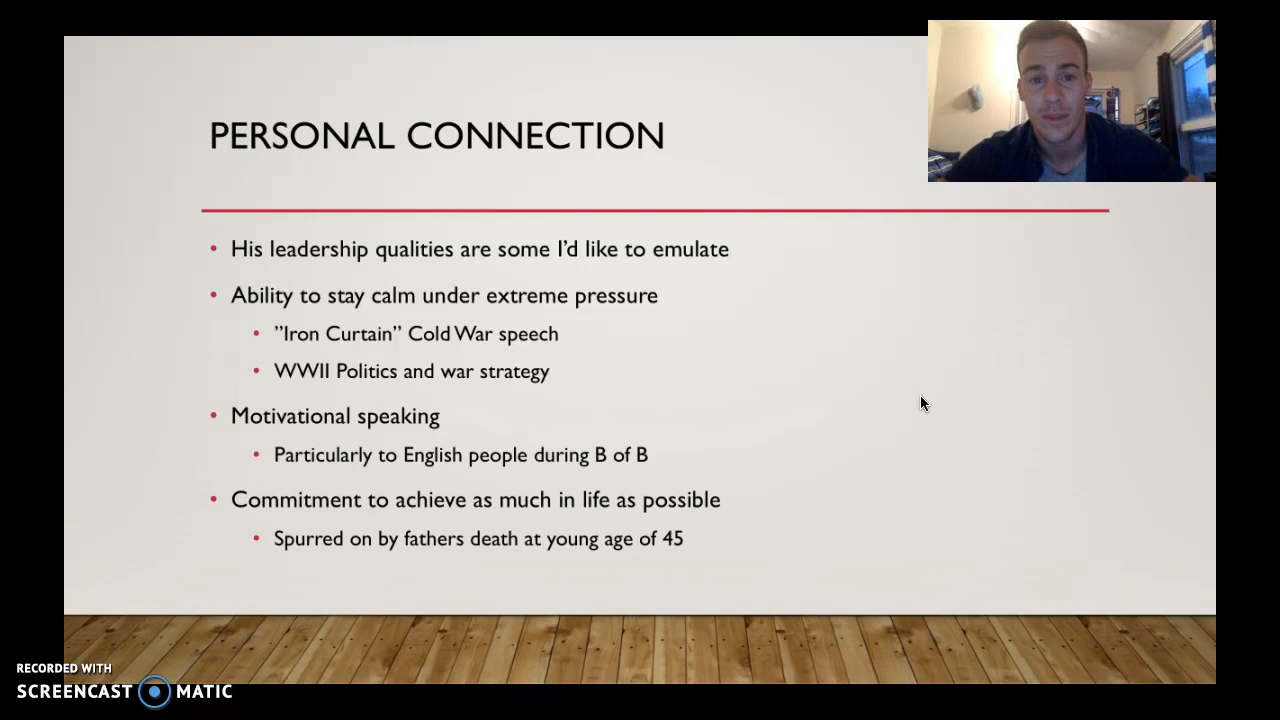 PERSONAL CONNECTION
• His leadership qualities are some I'd like to emulate
• Ability to stay calm under extreme pressure
• ”Iron Curtain” Cold War speech
• WWII Politics and war strategy
• Motivational speaking
• Particularly to English people during B of B
• Commitment to achieve as much in life as possible
• Spurred on by fathers death at young age of 45
RECORDED WITH
SCREENCAST MATIC